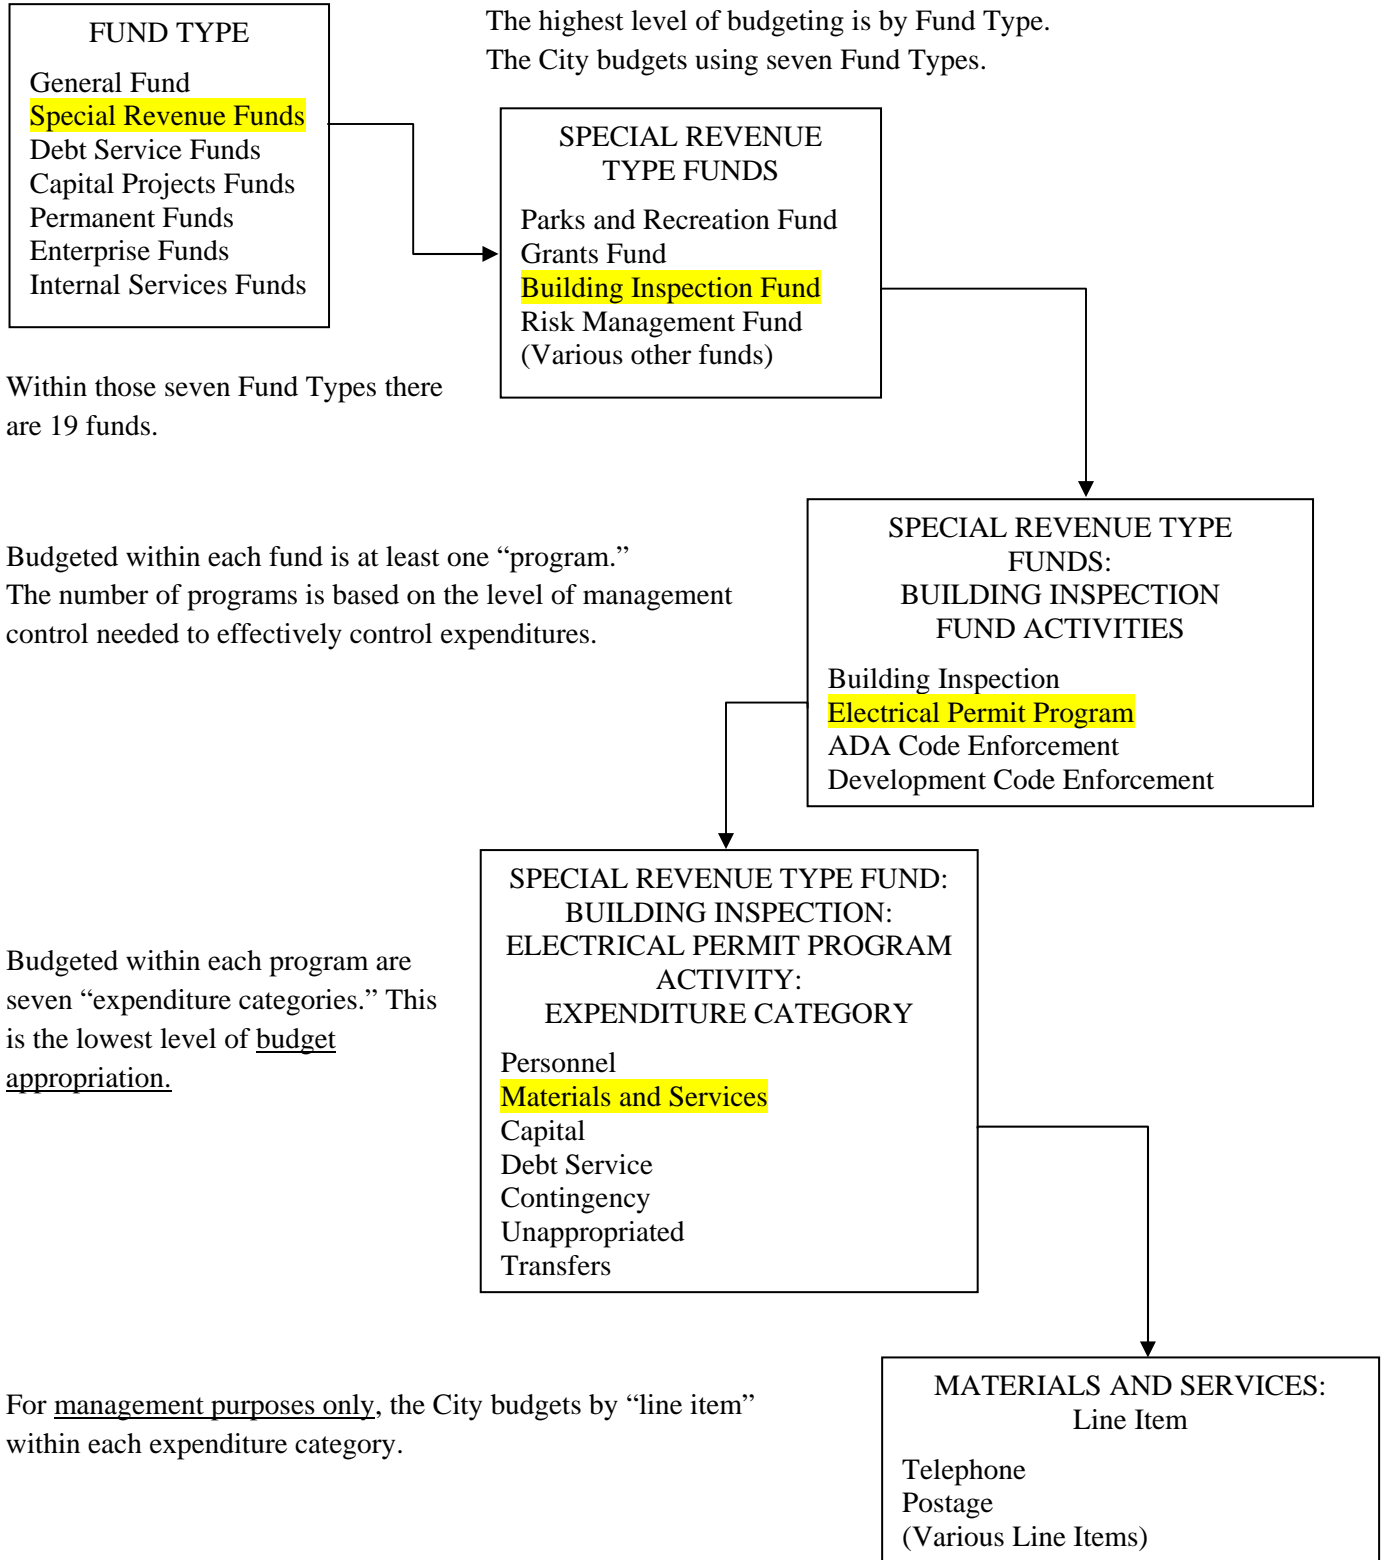 The highest level of budgeting is by Fund Type.
The City budgets using seven Fund Types.
FUND TYPE
General Fund
Special Revenue Funds
Debt Service Funds
Capital Projects Funds
Permanent Funds
Enterprise Funds
Internal Services Funds
SPECIAL REVENUE
TYPE FUNDS
Parks and Recreation Fund
Grants Fund
Building Inspection Fund
Risk Management Fund
(Various other funds)
Within those seven Fund Types there
are 19 funds.
Budgeted within each fund is at least one “program.”
The number of programs is based on the level of management
control needed to effectively control expenditures.
SPECIAL REVENUE TYPE
FUNDS:
BUILDING INSPECTION
FUND ACTIVITIES
Building Inspection
Electrical Permit Program
ADA Code Enforcement
Development Code Enforcement
Budgeted within each program are
seven “expenditure categories.” This
is the lowest level of budget
appropriation.
SPECIAL REVENUE TYPE FUND:
BUILDING INSPECTION:
ELECTRICAL PERMIT PROGRAM
ACTIVITY:
EXPENDITURE CATEGORY
Personnel
Materials and Services
Capital
Debt Service
Contingency
Unappropriated
Transfers
For management purposes only, the City budgets by “line item”
within each expenditure category.
MATERIALS AND SERVICES:
Line Item
Telephone
Postage
(Various Line Items)